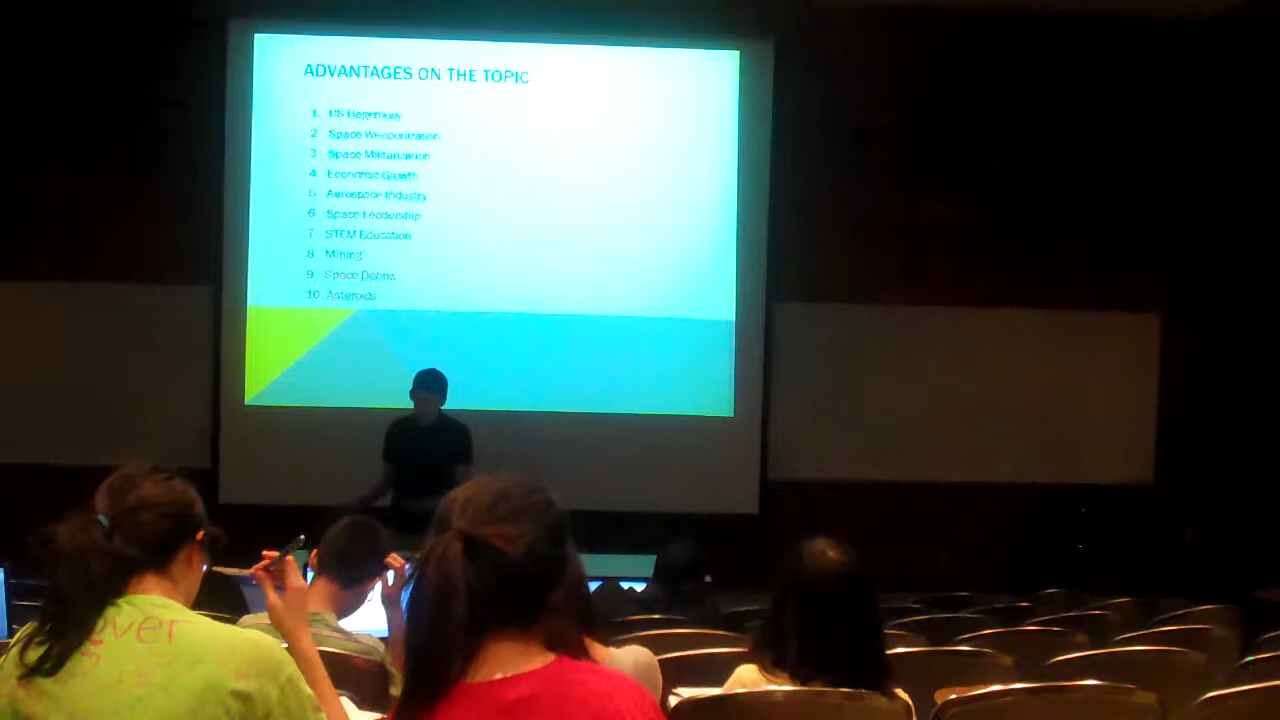 ADVANTAGES ON THE TOPIC
1. US Hegemony
2 Space Weaponization
3 Space Militarization
4 Economic Growth
5 Aerospace Industry
6 Space Leadership
7 STEM Education
8 Mining
9 Space Debris
10 Asteroids
ver